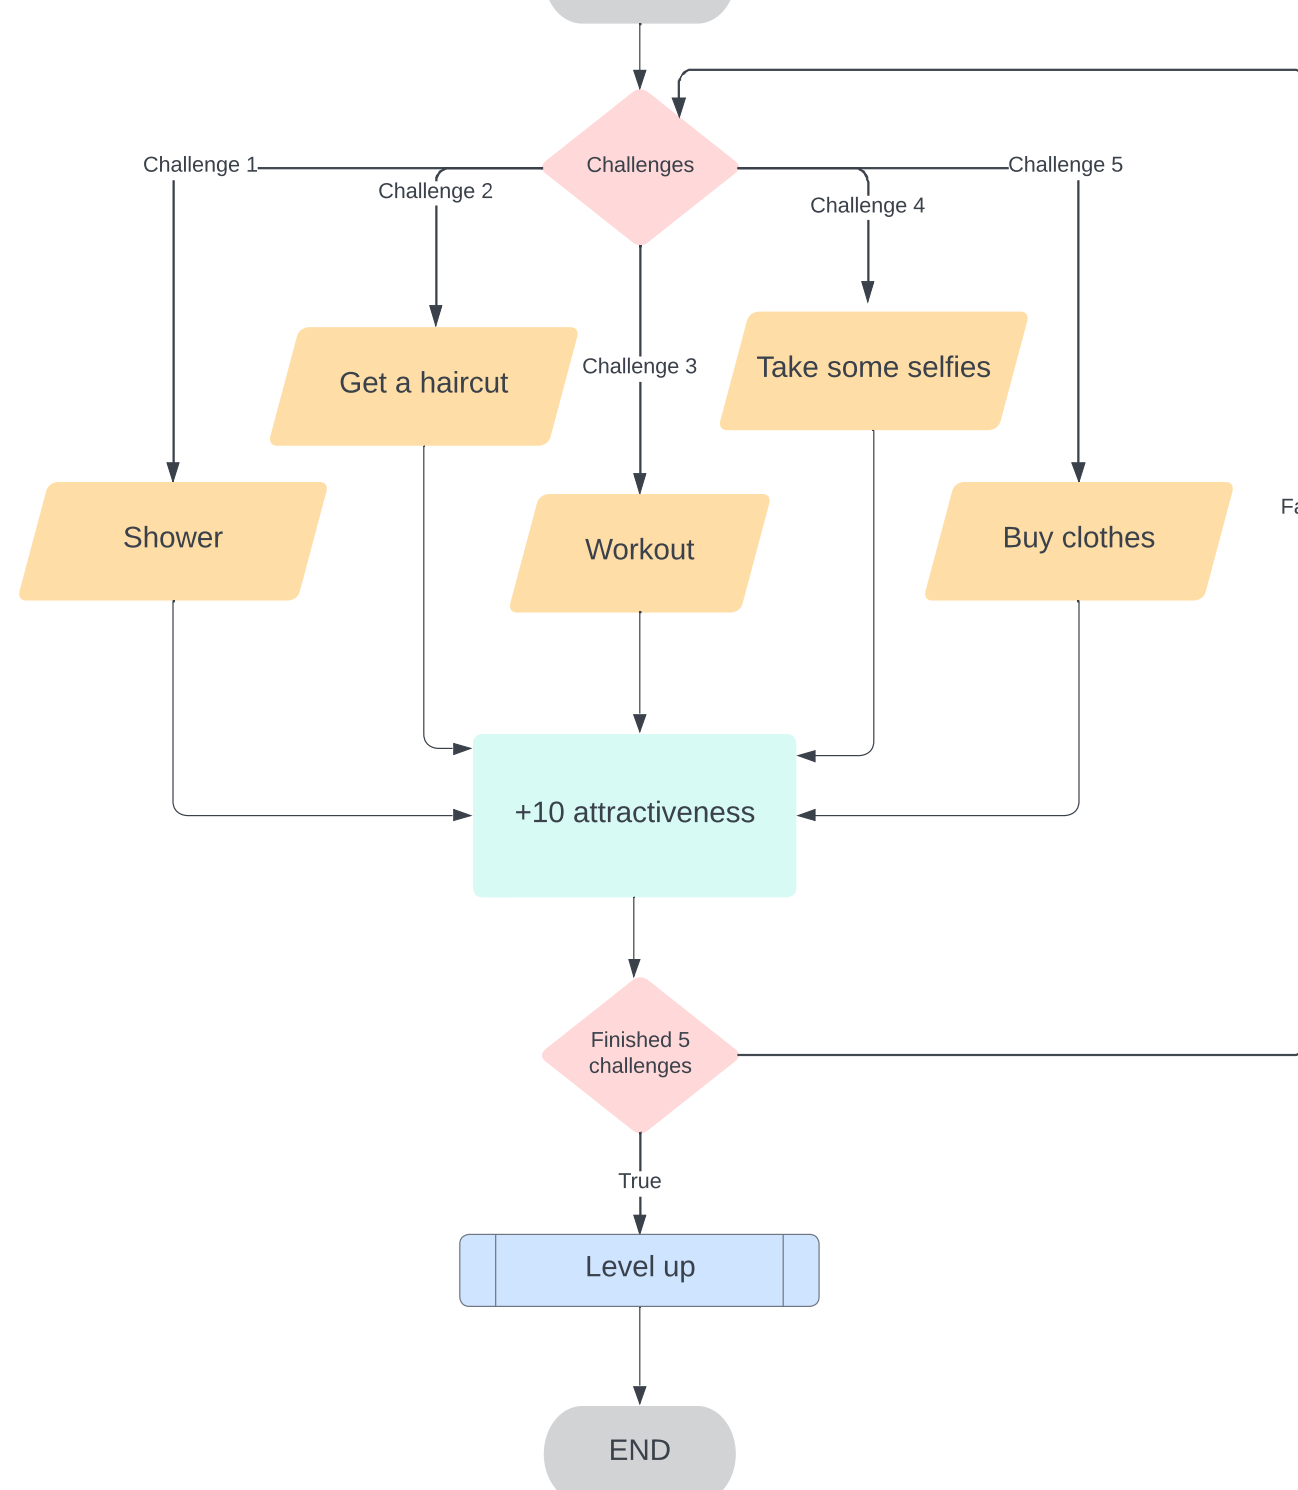 Challenges
Challenge 1
Challenge 2
Challenge 3
Challenge 4
Challenge 5
Get a haircut
Take some selfies
Shower
Workout
Buy clothes
Fa
+10 attractiveness
Finished 5
challenges
True
Level up
END